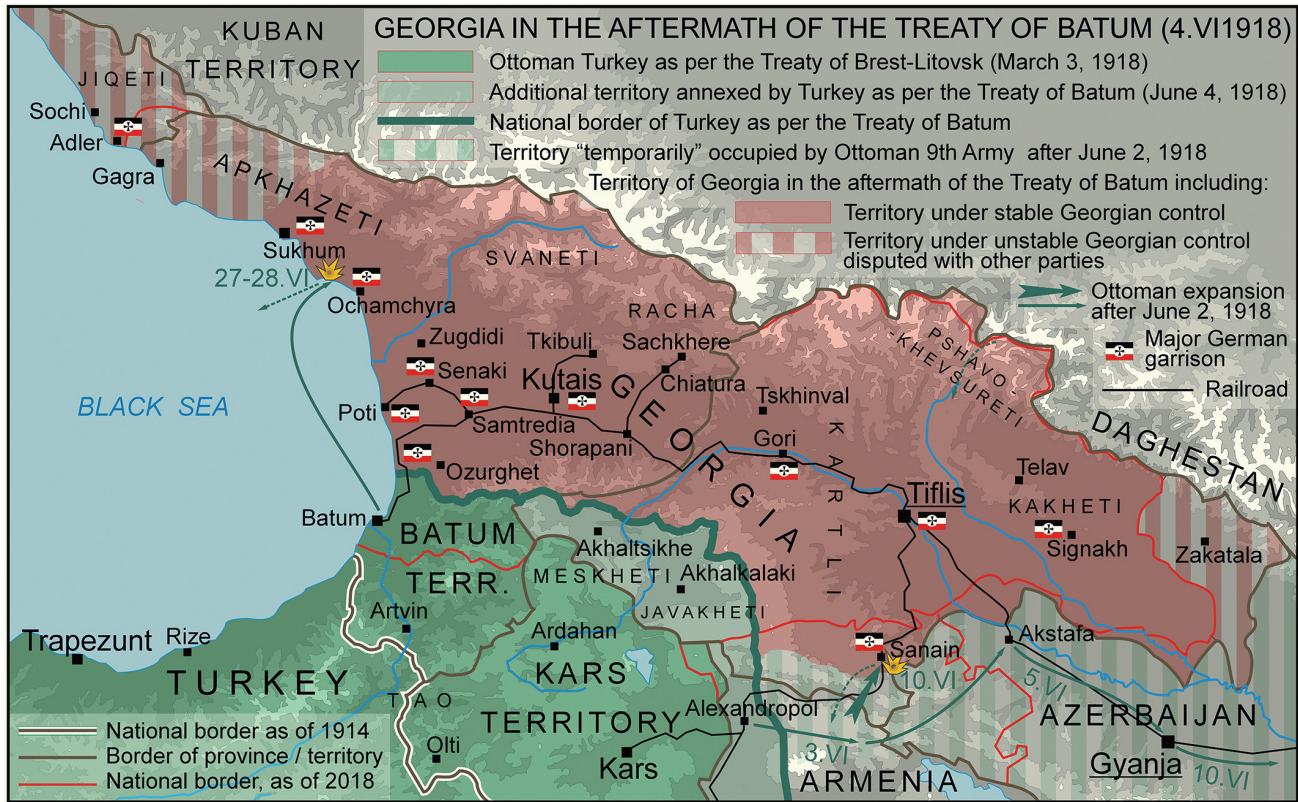 GEORGIA IN THE AFTERMATH OF THE TREATY OF BATUM (4.VI1918)
Ottoman Turkey as per the Treaty of Brest-Litovsk (March 3, 1918)
Additional territory annexed by Turkey as per the Treaty of Batum (June 4, 1918)
National border of Turkey as per the Treaty of Batum
Territory “temporarily” occupied by Ottoman 9th Army after June 2, 1918
Territory of Georgia in the aftermath of the Treaty of Batum including:
Territory under stable Georgian control
Territory under unstable Georgian control
disputed with other parties
Ottoman expansion
after June 2, 1918
Major German
garrison
Railroad
KUBAN
TERRITORY
JIQETI
Sochi
Adler
Gagra
APKHAZETI
Sukhum
27-28.VI
Ochamchyra
SVANETI
RACHA
Zugdidi
Tkibuli
Sachkhere
Senaki
Kutais
Chiatura
Poti
Samtredia
Shorapani
Ozurghet
GEORGIA
Tskhinval
Gori
KARTLI
PSHAVO-
-KHEVSURETI
DAGHESTAN
Telav
Tiflis
KAKHETI
Signakh
Zakatala
BLACK SEA
Batum
BATUM
TERR.
Akhaltsikhe
MESKHETI
Akhalkalaki
JAVAKHETI
Artvin
Ardahan
KARS
TERRITORY
Trapezunt
Rize
TURKEY
TAO
Olti
Kars
Alexandropol
Sanain
10.VI
Akstafa
3.VI
5.VI
AZERBAIJAN
Gyanja
10.VI
ARMENIA
National border as of 1914
Border of province / territory
National border, as of 2018